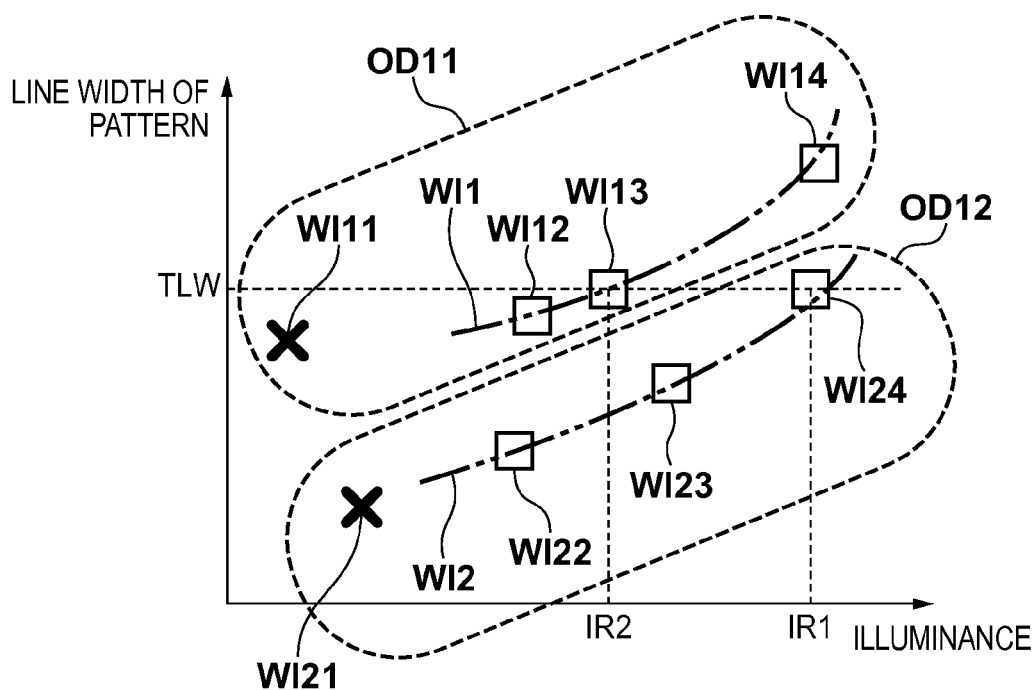 OD11
LINE WIDTH OF
PATTERN
WI14
WI1
WI13
WI11
WI12
OD12
TLW
WI24
WI23
WI22
WI2
WI21
IR2
IR1
ILLUMINANCE